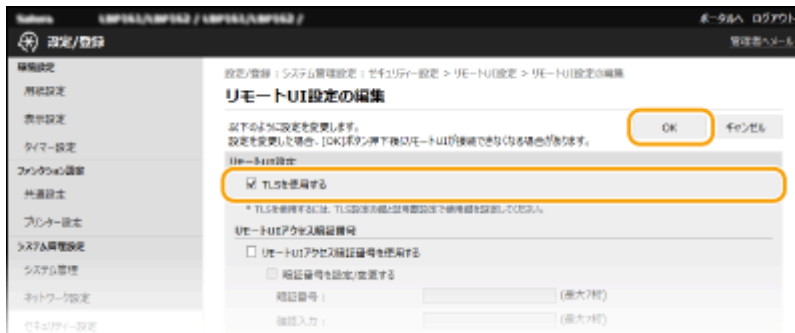 LBP161/LBP162 / LBP161/LBP162 /
ポータルへ ログアウト
設定/登録
管理者へメール
環境設定
用紙設定
表示設定
タイマー設定
ファンクション設定
共通設定
プリンター設定
システム管理設定
システム管理
ネットワーク設定
セキュリティー設定
設定/登録 : システム管理設定 : セキュリティー設定 > リモートUI設定 > リモートUI設定の編集
リモートUI設定の編集
以下のように設定を変更します。
設定を変更した場合、[OK]ボタン押下後にリモートUIが接続できなくなる場合があります。
OK
キャンセル
リモートUI設定
TLSを使用する
* TLSを使用するには、TLS設定の鍵と証明書設定で使用鍵を設定してください。
リモートUIアクセス暗証番号
リモートUIアクセス暗証番号を使用する
暗証番号を設定/変更する
暗証番号 :
(最大7桁)
確認入力 :
(最大7桁)